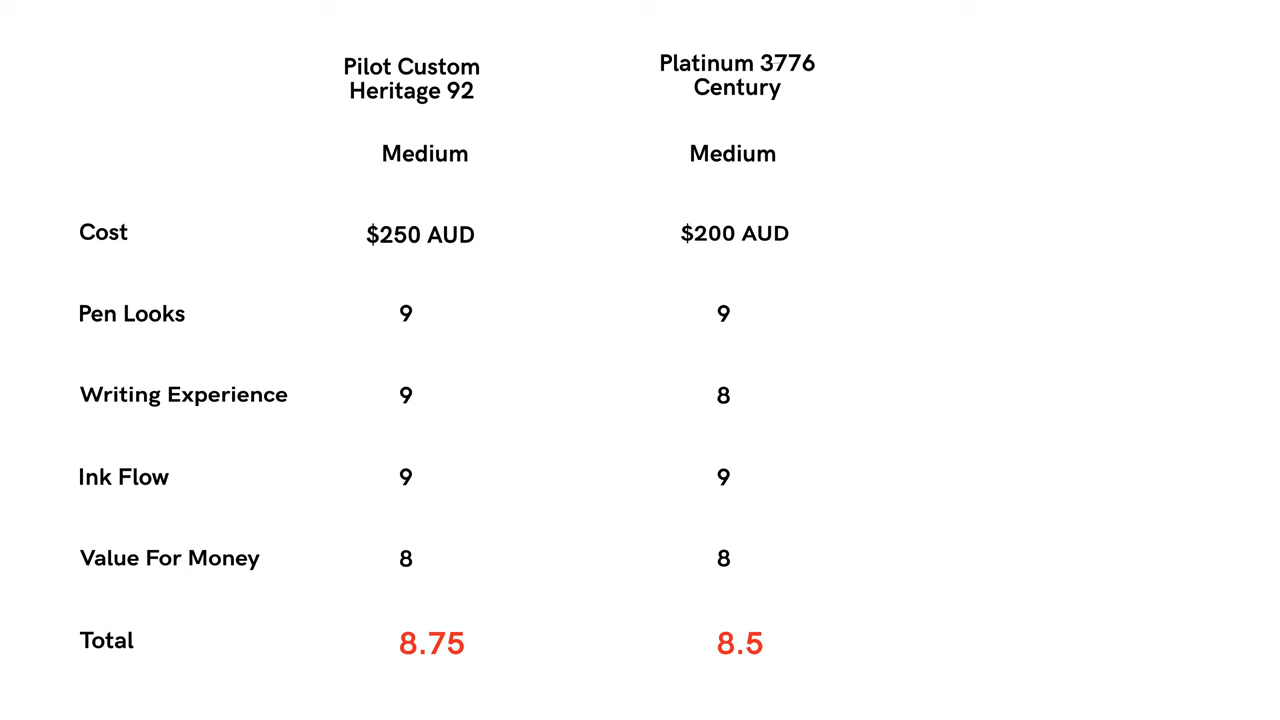 Pilot Custom
Heritage 92
Platinum 3776
Century
Medium
Medium
Cost
$250 AUD
$200 AUD
Pen Looks
9
9
Writing Experience
9
8
Ink Flow
9
9
Value For Money
8
8
Total
8.75
8.5